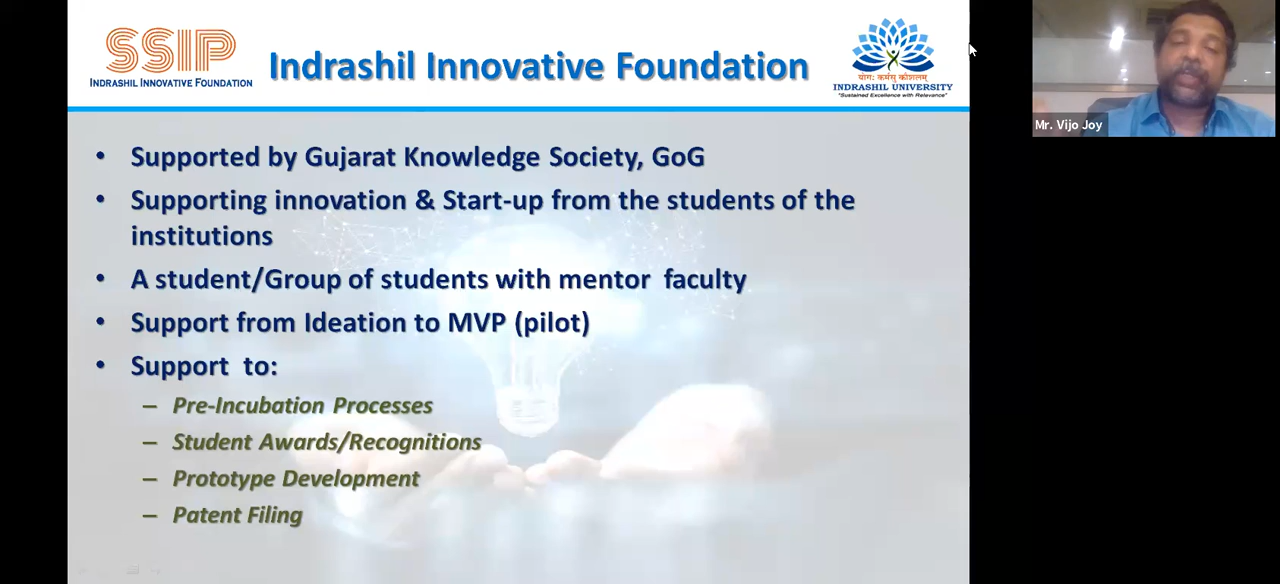 SSIP
INDRASHIL INNOVATIVE FOUNDATION
Indrashil Innovative Foundation
योग: कर्मसु कौशलम्
INDRASHIL UNIVERSITY
"Sustained Excellence with Relevance"
Mr. Vijo Joy
• Supported by Gujarat Knowledge Society, GoG
• Supporting innovation & Start-up from the students of the
institutions
• A student/Group of students with mentor faculty
• Support from Ideation to MVP (pilot)
• Support to:
– Pre-Incubation Processes
– Student Awards/Recognitions
– Prototype Development
– Patent Filing